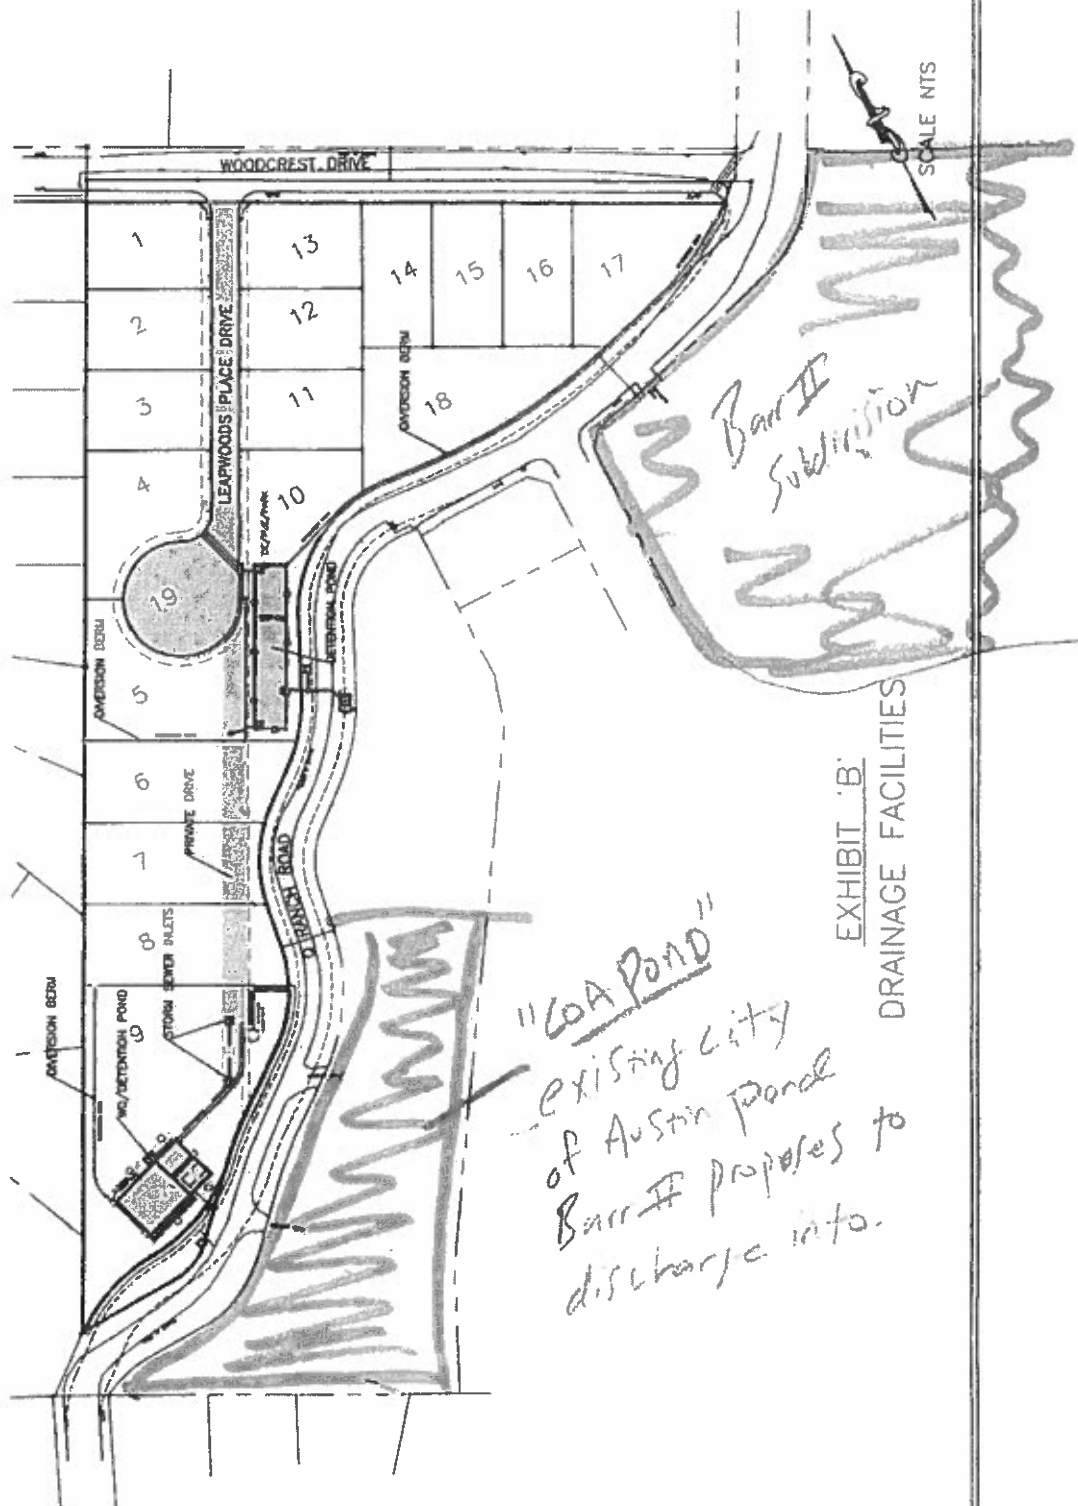 SCALE NTS
WOODCREST DRIVE
1
13
14
15
16
17
2
12
LEAFWOODS PLACE DRIVE
3
11
DIVERSION BERM
18
Barr II
Subdivision
4
10
19
DETENTION POND
DIVERSION BERM
5
6
PRIVATE DRIVE
7
RANCH ROAD
8
STORM SEWER INLETS
9
DIVERSION BERM
WQ/DETENTION POND
EXHIBIT 'B'
DRAINAGE FACILITIES
"COA POND"
existing city
of Austin pond
Barr II proposes to
discharge into.